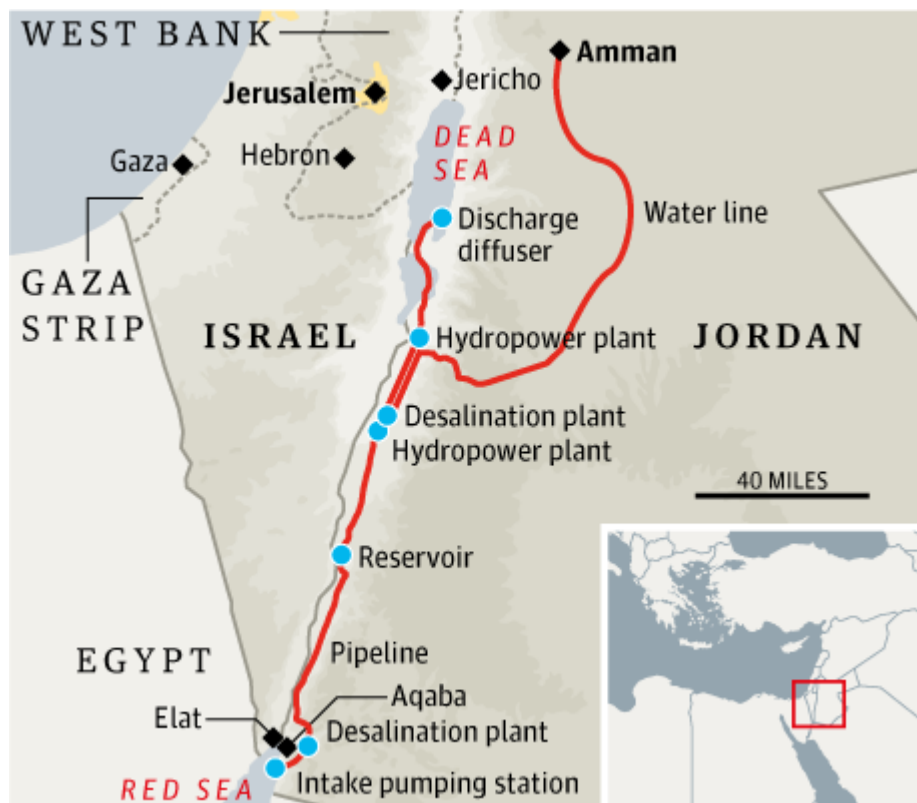 WEST BANK
Amman
Jerusalem
Jericho
DEAD
SEA
Gaza
Hebron
Water line
Discharge
diffuser
GAZA
STRIP
ISRAEL
Hydropower plant
JORDAN
Desalination plant
Hydropower plant
40 MILES
Reservoir
EGYPT
Pipeline
Aqaba
Elat
Desalination plant
RED SEA
Intake pumping station